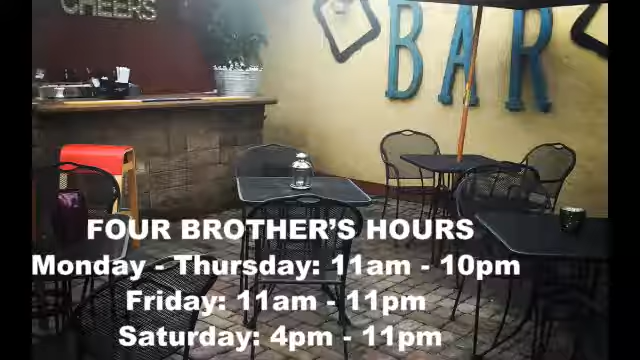 CHEERS
BAR
FOUR BROTHER'S HOURS
Monday - Thursday: 11am - 10pm
Friday: 11am - 11pm
Saturday: 4pm - 11pm